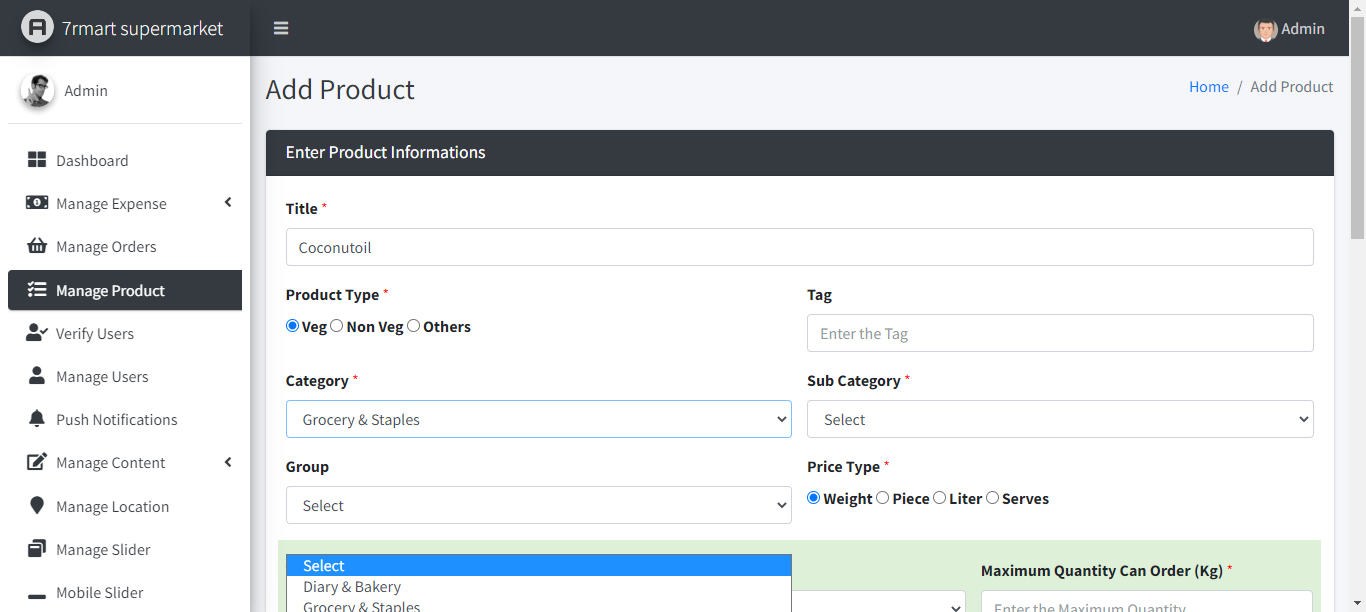 7rmart supermarket
Admin
Admin
Dashboard
Manage Expense
Manage Orders
Manage Product
Verify Users
Manage Users
Push Notifications
Manage Content
Manage Location
Manage Slider
Mobile Slider
Add Product
Home / Add Product
Enter Product Informations
Title *
Coconutoil
Product Type *
Veg Non Veg Others
Tag
Enter the Tag
Category *
Grocery & Staples
Sub Category *
Select
Group
Select
Price Type *
Weight Piece Liter Serves
Select
Diary & Bakery
Grocery & Staples
Maximum Quantity Can Order (Kg) *
Enter the Maximum Quantity